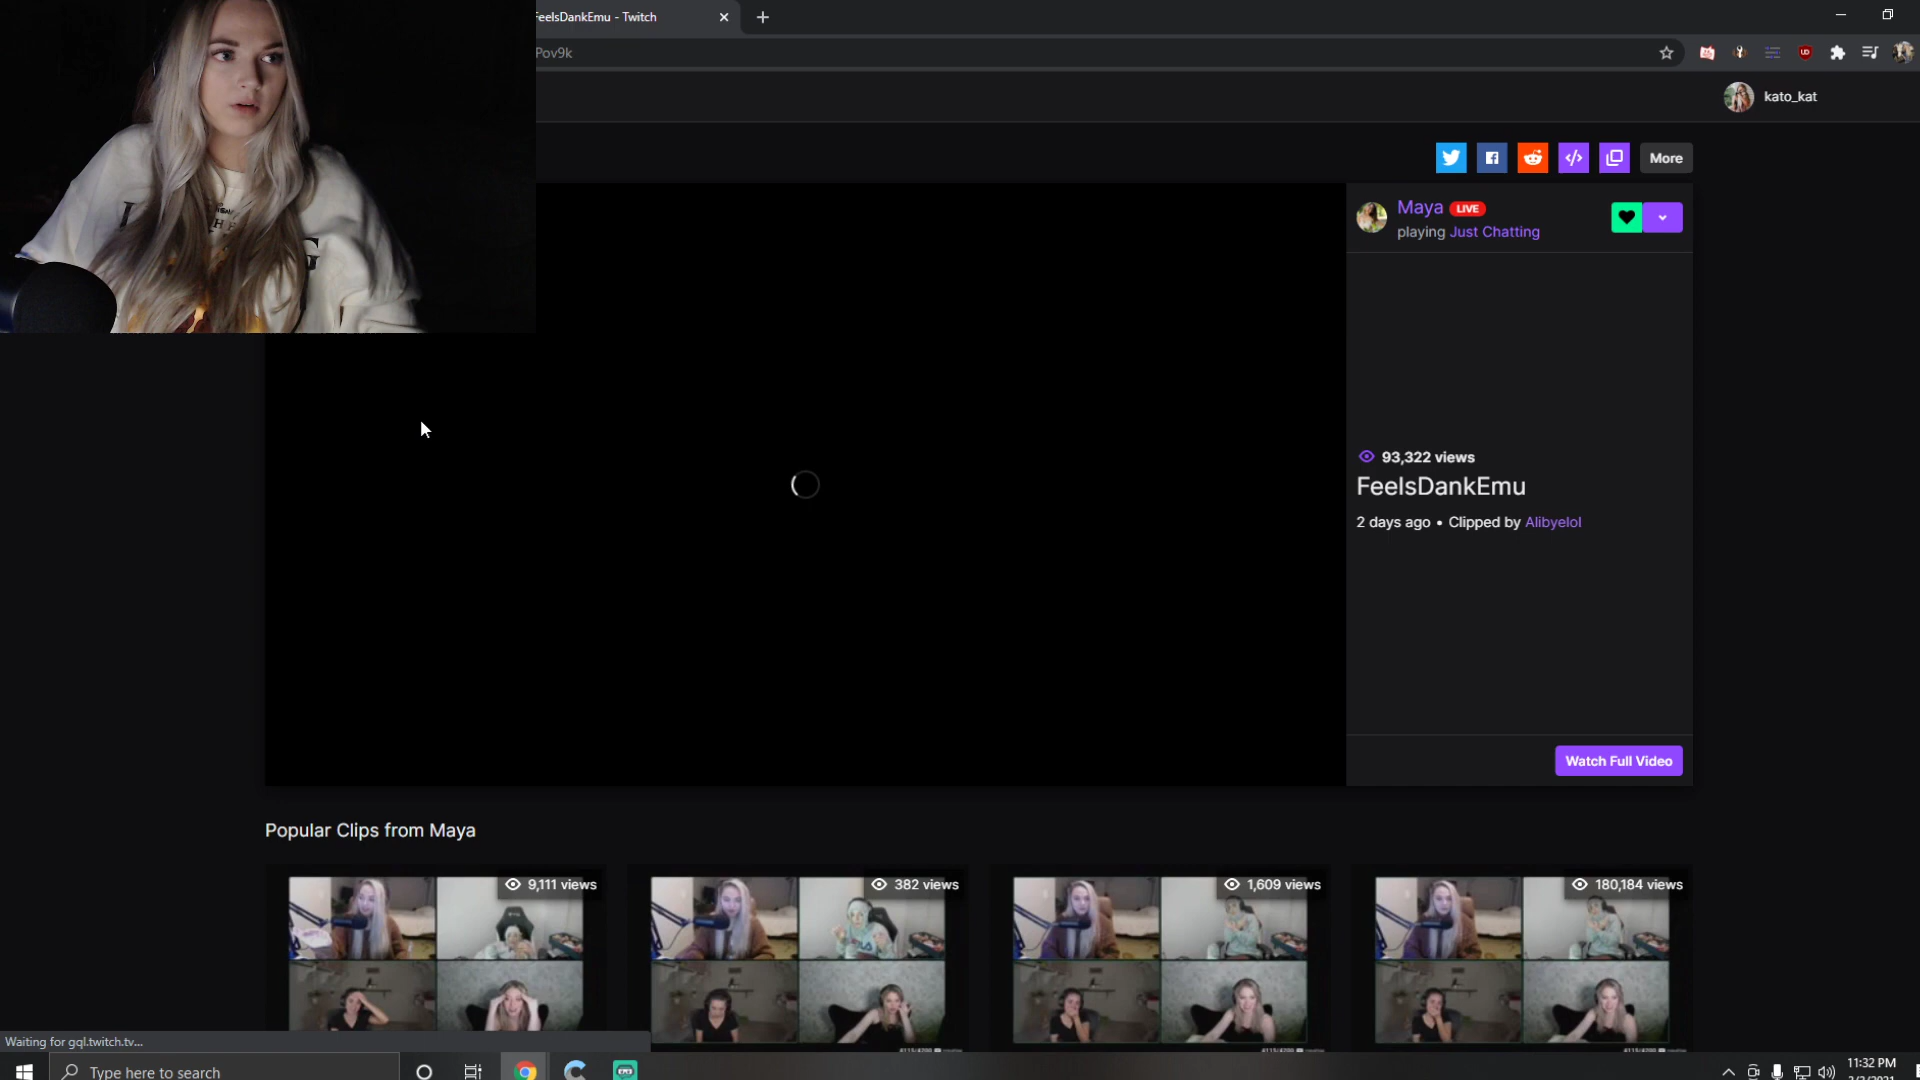 FeelsDankEmu - Twitch
Pov9k
kato_kat
More
Maya LIVE
playing Just Chatting
93,322 views
FeelsDankEmu
2 days ago • Clipped by Alibyelol
Watch Full Video
Popular Clips from Maya
9,111 views
382 views
1,609 views
180,184 views
Waiting for gql.twitch.tv...
Type here to search
11:32 PM